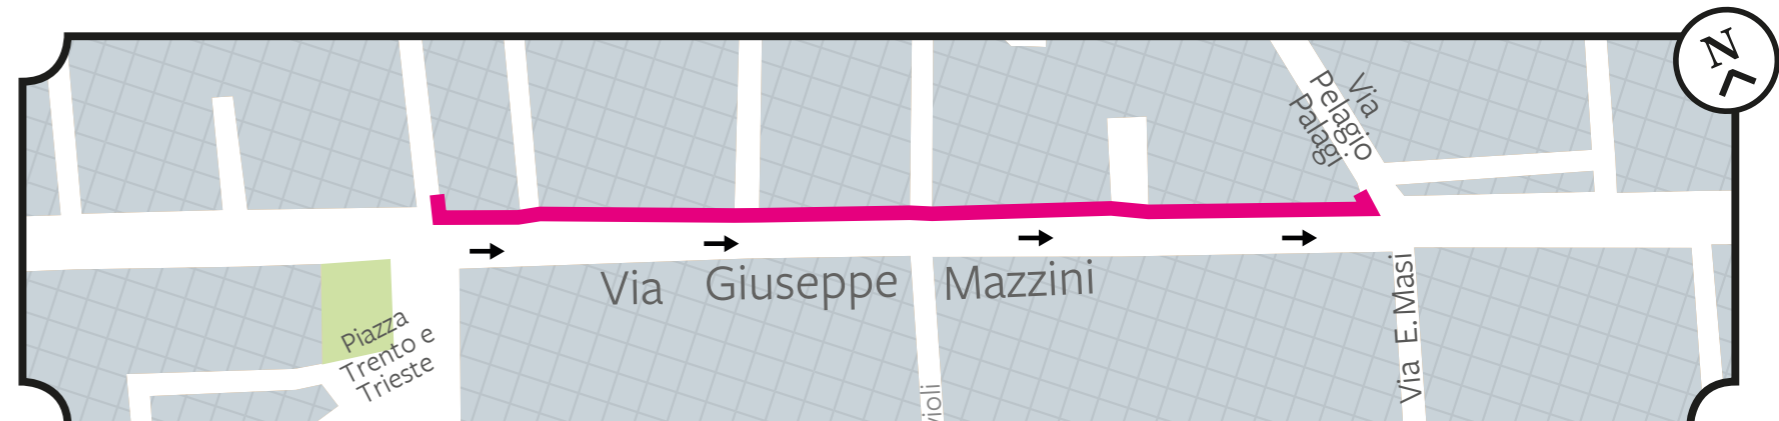 N
Via
Pelagio
Palagi
Via Giuseppe Mazzini
Piazza
Trento e
Trieste
Via E. Masi